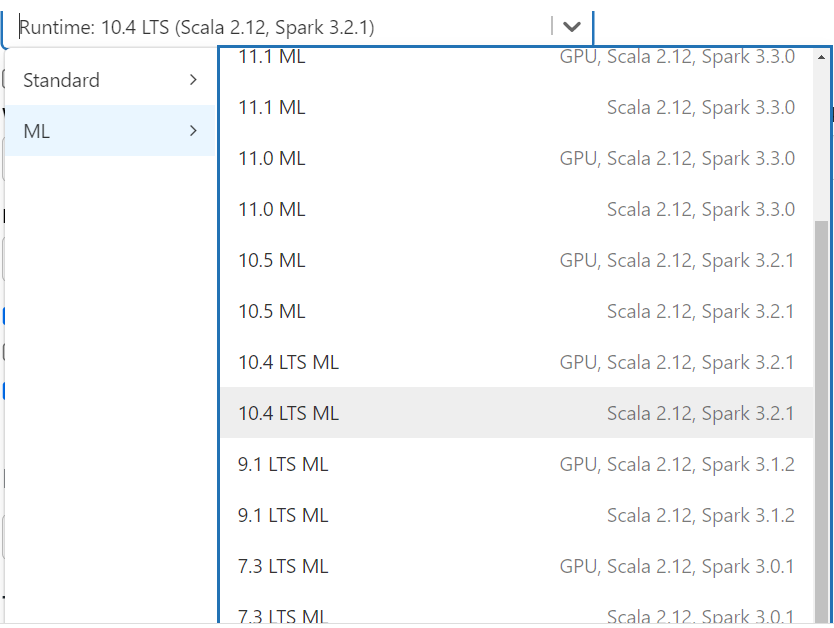 Runtime: 10.4 LTS (Scala 2.12, Spark 3.2.1)
Standard
ML
11.1 ML GPU, Scala 2.12, Spark 3.3.0
11.1 ML Scala 2.12, Spark 3.3.0
11.0 ML GPU, Scala 2.12, Spark 3.3.0
11.0 ML Scala 2.12, Spark 3.3.0
10.5 ML GPU, Scala 2.12, Spark 3.2.1
10.5 ML Scala 2.12, Spark 3.2.1
10.4 LTS ML GPU, Scala 2.12, Spark 3.2.1
10.4 LTS ML Scala 2.12, Spark 3.2.1
9.1 LTS ML GPU, Scala 2.12, Spark 3.1.2
9.1 LTS ML Scala 2.12, Spark 3.1.2
7.3 LTS ML GPU, Scala 2.12, Spark 3.0.1
7.3 LTS ML Scala 2.12, Spark 3.0.1